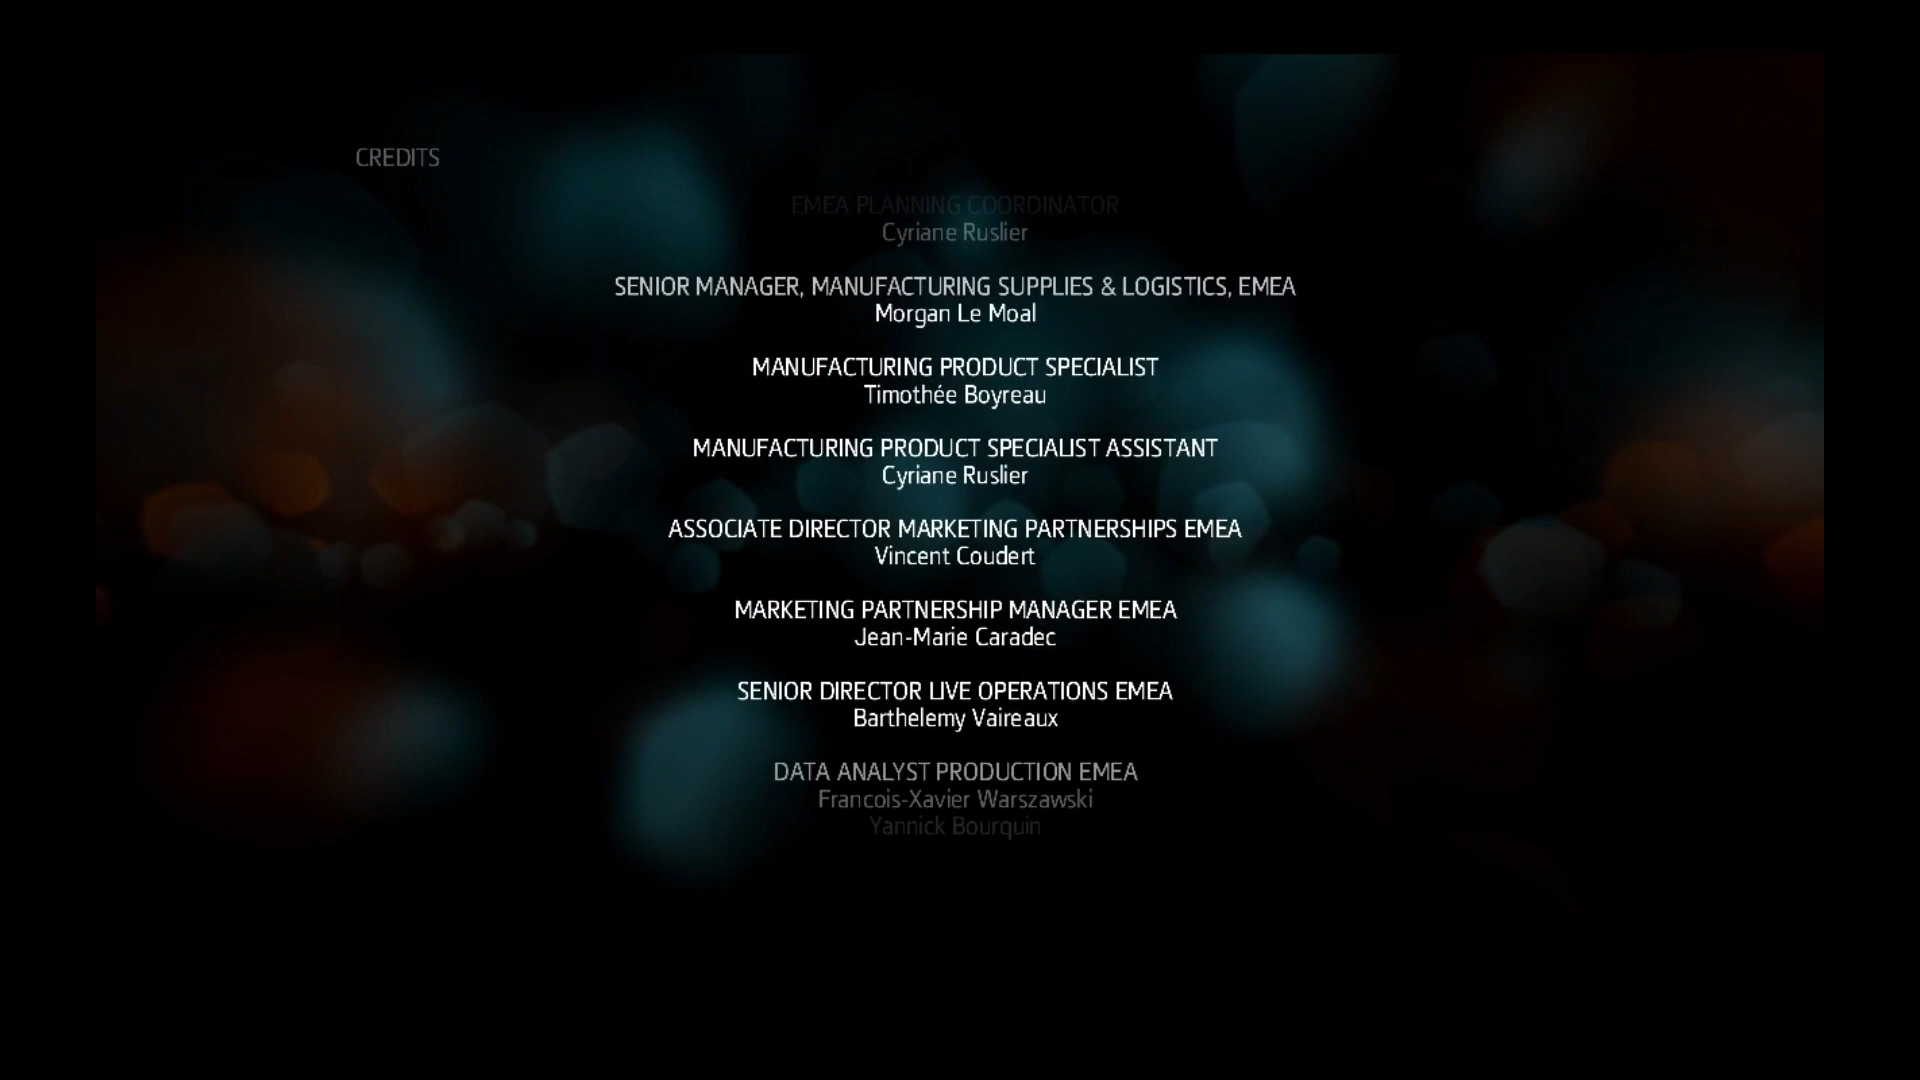 CREDITS
EMEA PLANNING COORDINATOR
Cyriane Ruslier
SENIOR MANAGER, MANUFACTURING SUPPLIES & LOGISTICS, EMEA
Morgan Le Moal
MANUFACTURING PRODUCT SPECIALIST
Timothée Boyreau
MANUFACTURING PRODUCT SPECIALIST ASSISTANT
Cyriane Ruslier
ASSOCIATE DIRECTOR MARKETING PARTNERSHIPS EMEA
Vincent Coudert
MARKETING PARTNERSHIP MANAGER EMEA
Jean-Marie Caradec
SENIOR DIRECTOR LIVE OPERATIONS EMEA
Barthelemy Vaireaux
DATA ANALYST PRODUCTION EMEA
Francois-Xavier Warszawski
Yannick Bourquin